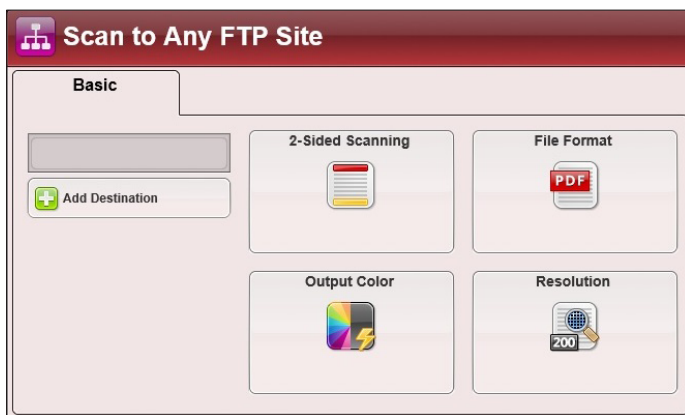 Scan to Any FTP Site
Basic
2-Sided Scanning
File Format
PDF
Add Destination
Output Color
Resolution
200